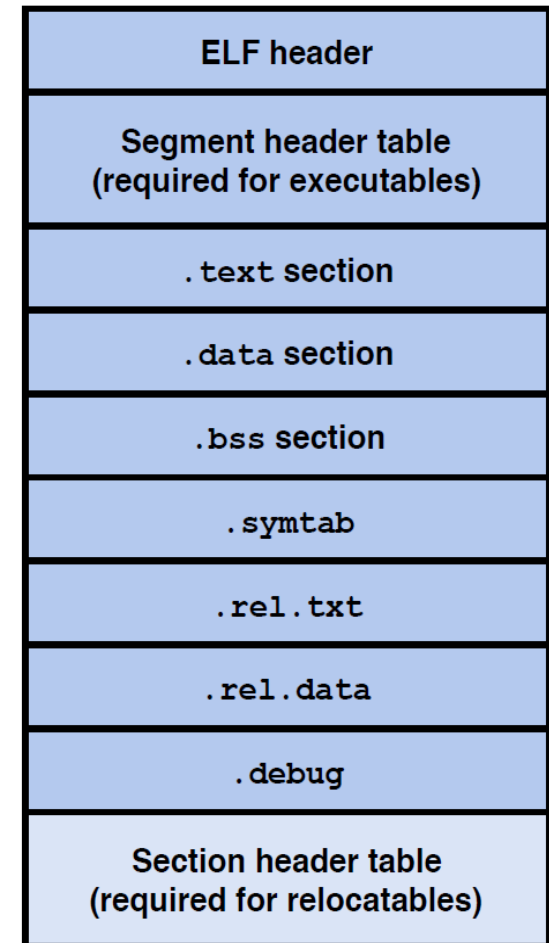 ELF header
Segment header table
(required for executables)
.text section
.data section
.bss section
.symtab
.rel.txt
.rel.data
.debug
Section header table
(required for relocatables)